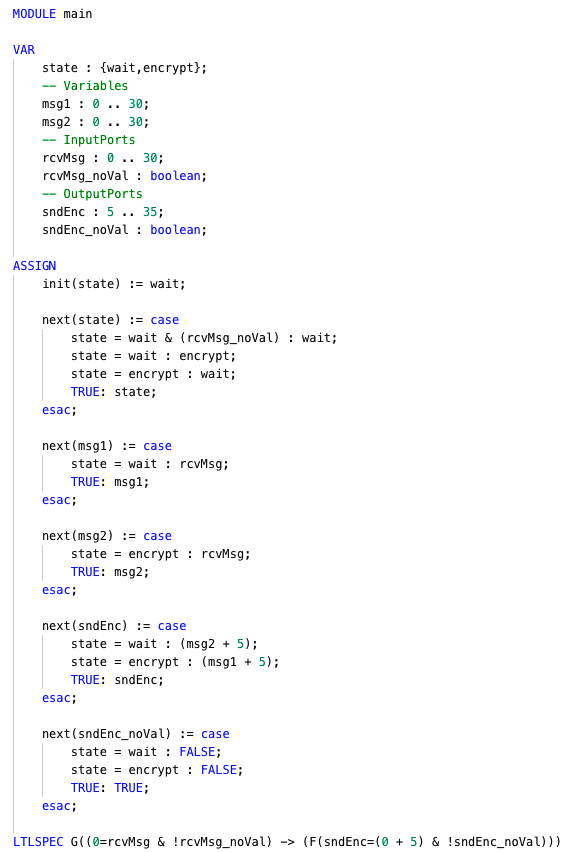 MODULE main
VAR
state : {wait,encrypt};
-- Variables
msg1 : 0 .. 30;
msg2 : 0 .. 30;
-- InputPorts
rcvMsg : 0 .. 30;
rcvMsg_noVal : boolean;
-- OutputPorts
sndEnc : 5 .. 35;
sndEnc_noVal : boolean;
ASSIGN
init(state) := wait;
next(state) := case
state = wait & (rcvMsg_noVal) : wait;
state = wait : encrypt;
state = encrypt : wait;
TRUE: state;
esac;
next(msg1) := case
state = wait : rcvMsg;
TRUE: msg1;
esac;
next(msg2) := case
state = encrypt : rcvMsg;
TRUE: msg2;
esac;
next(sndEnc) := case
state = wait : (msg2 + 5);
state = encrypt : (msg1 + 5);
TRUE: sndEnc;
esac;
next(sndEnc_noVal) := case
state = wait : FALSE;
state = encrypt : FALSE;
TRUE: TRUE;
esac;
LTLSPEC G((0=rcvMsg & !rcvMsg_noVal) -> (F(sndEnc=(0 + 5) & !sndEnc_noVal)))